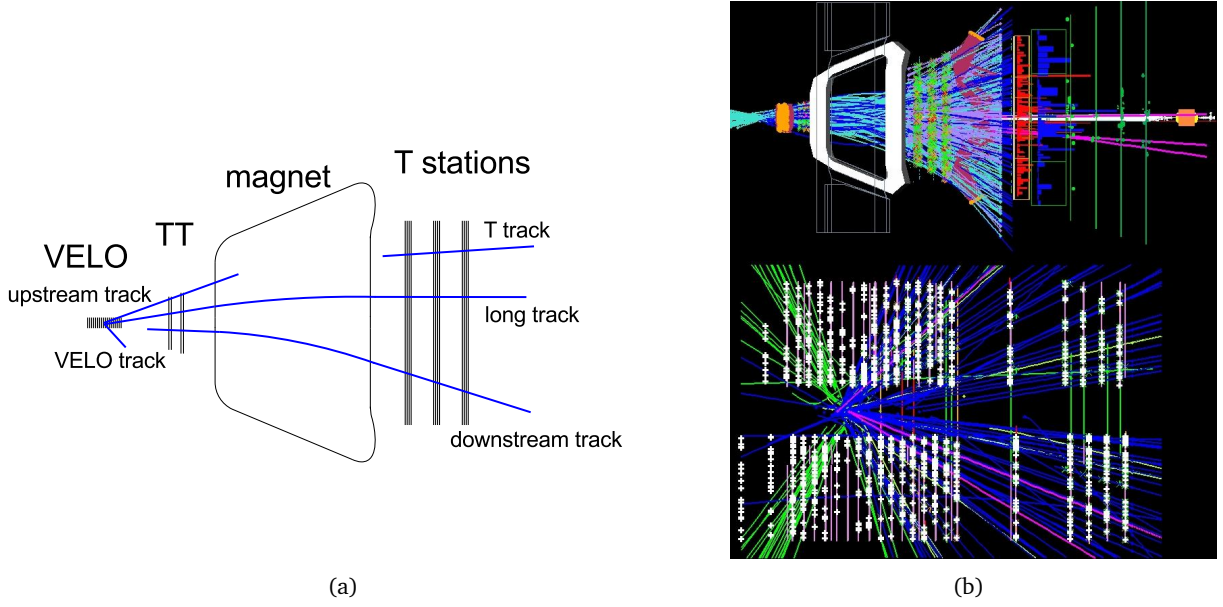 T stations
magnet
TT
VELO
T track
upstream track
long track
VELO track
downstream track
(a)
(b)